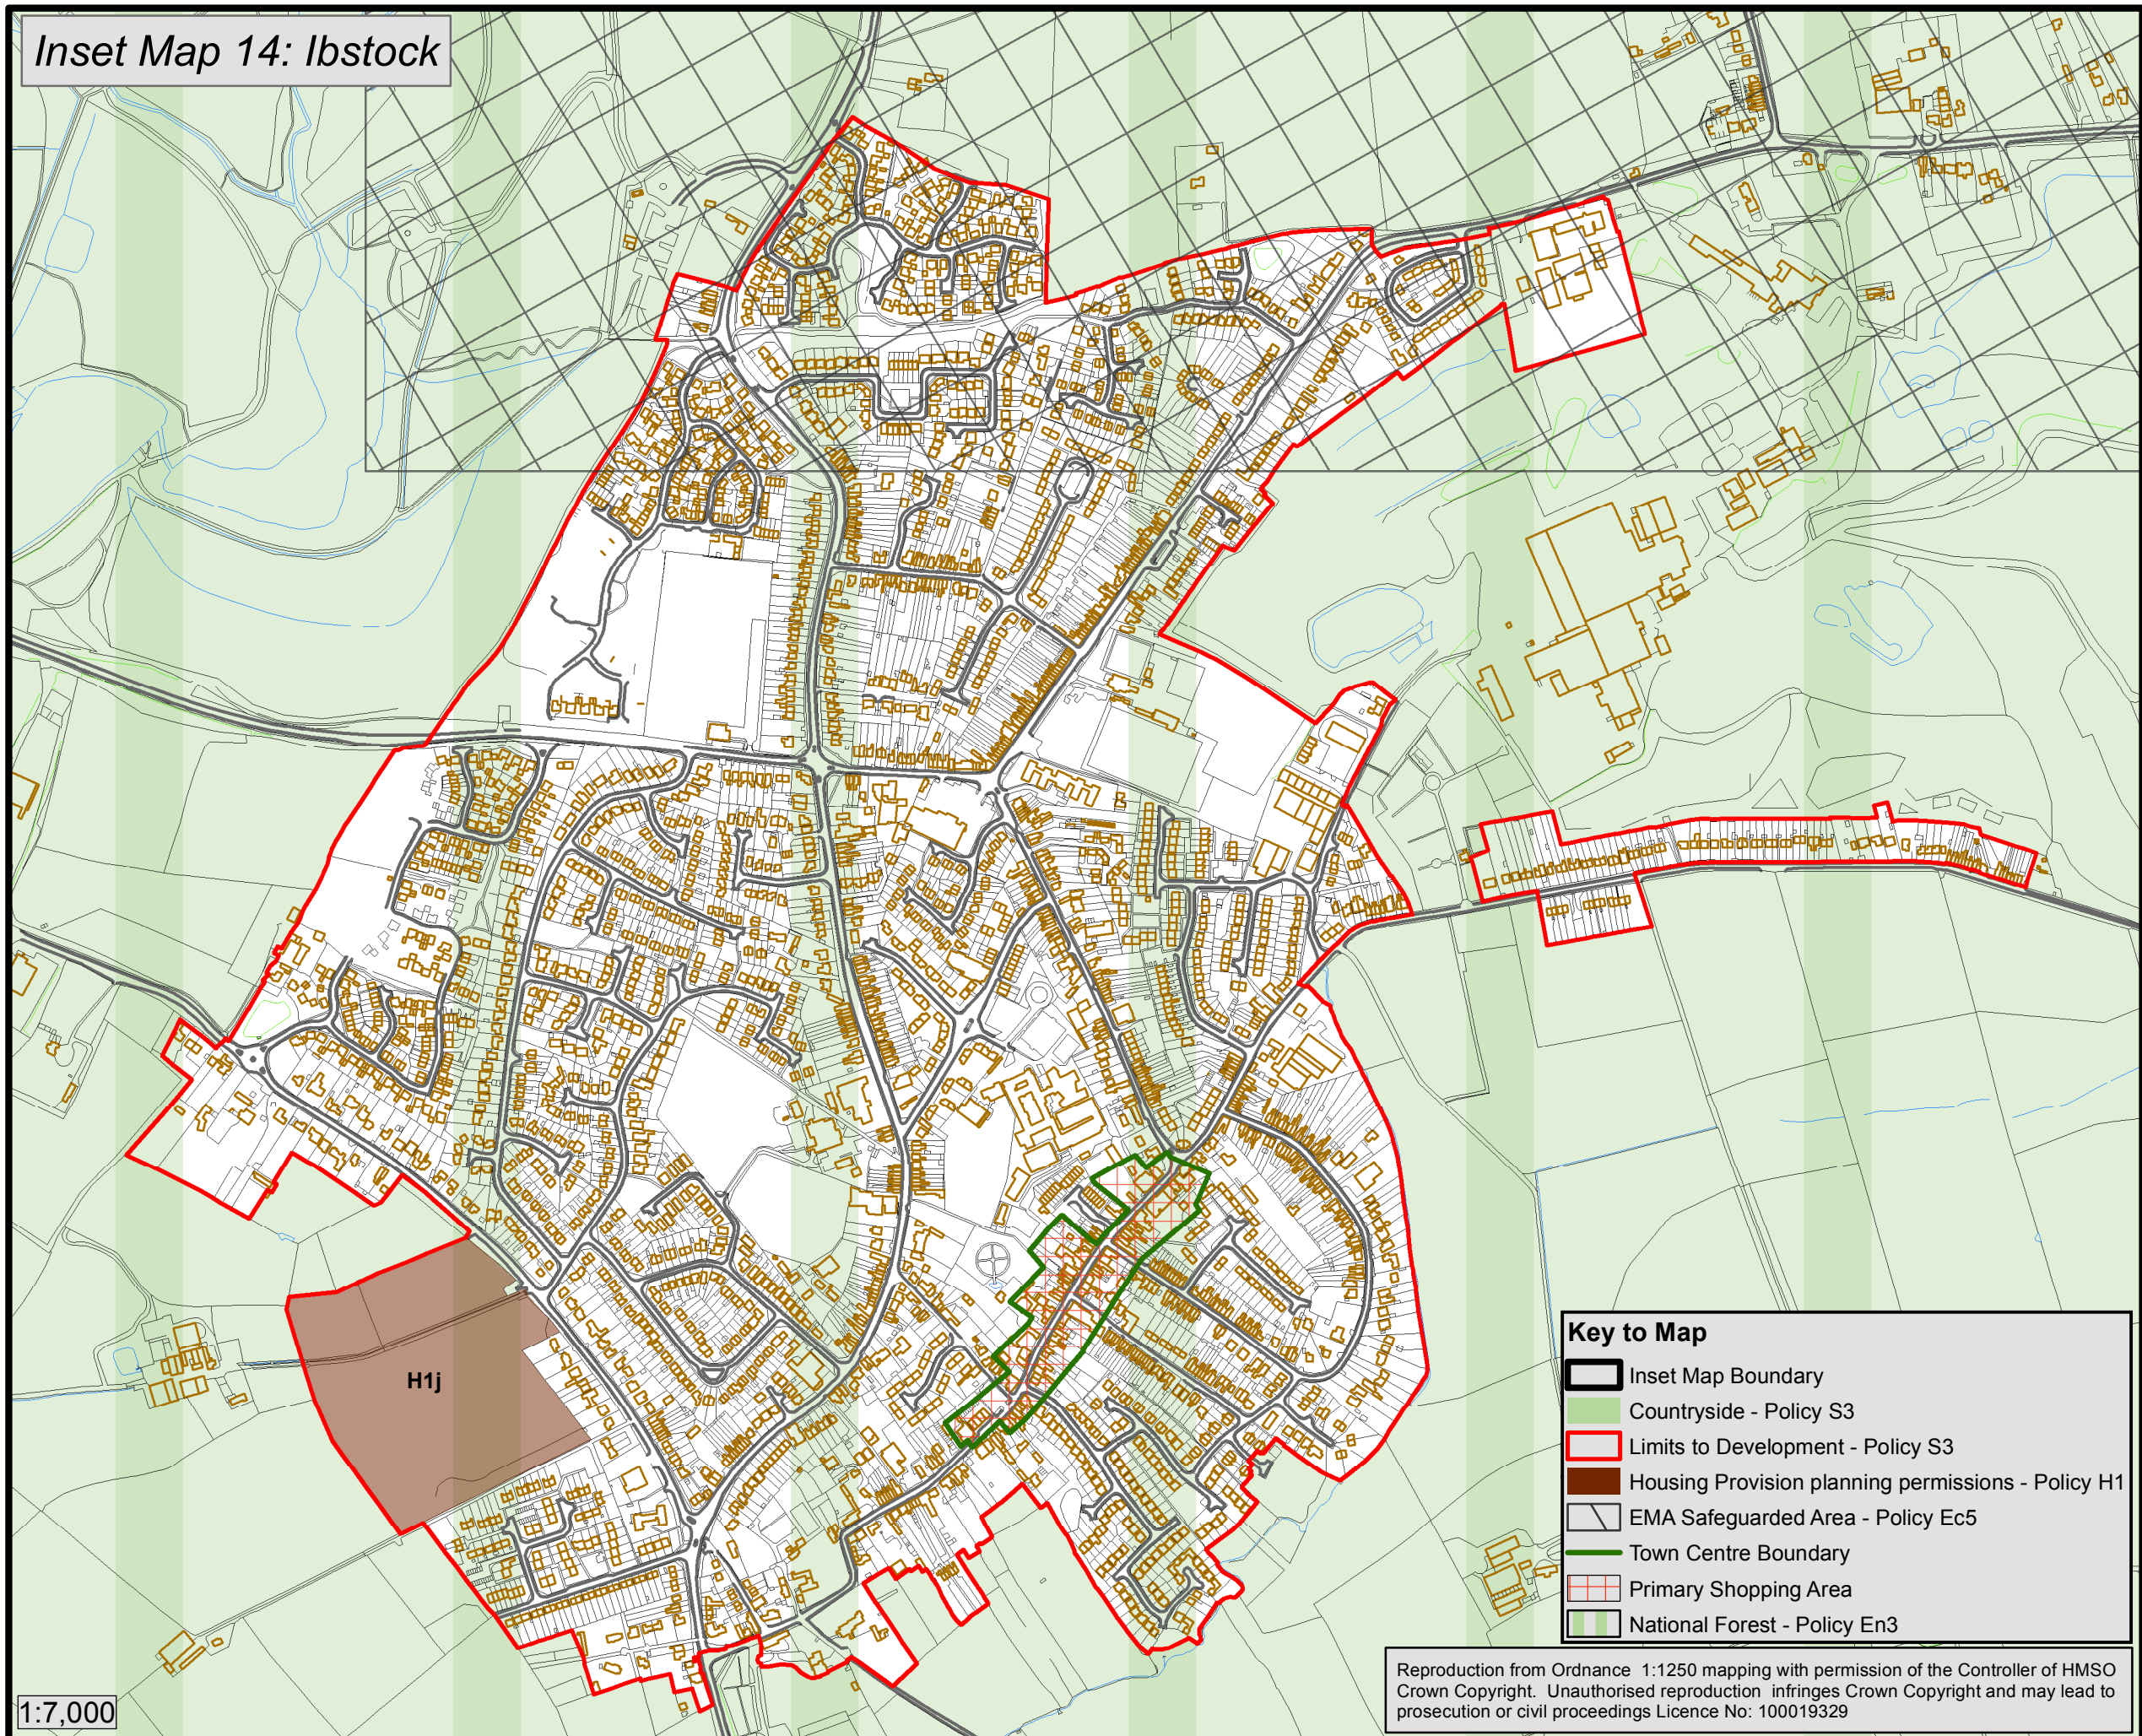 Inset Map 14: Ibstock
H1j
Key to Map
Inset Map Boundary
Countryside - Policy S3
Limits to Development - Policy S3
Housing Provision planning permissions - Policy H1
EMA Safeguarded Area - Policy Ec5
Town Centre Boundary
Primary Shopping Area
National Forest - Policy En3
Reproduction from Ordnance 1:1250 mapping with permission of the Controller of HMSO
Crown Copyright. Unauthorised reproduction infringes Crown Copyright and may lead to
prosecution or civil proceedings Licence No: 100019329
1:7,000